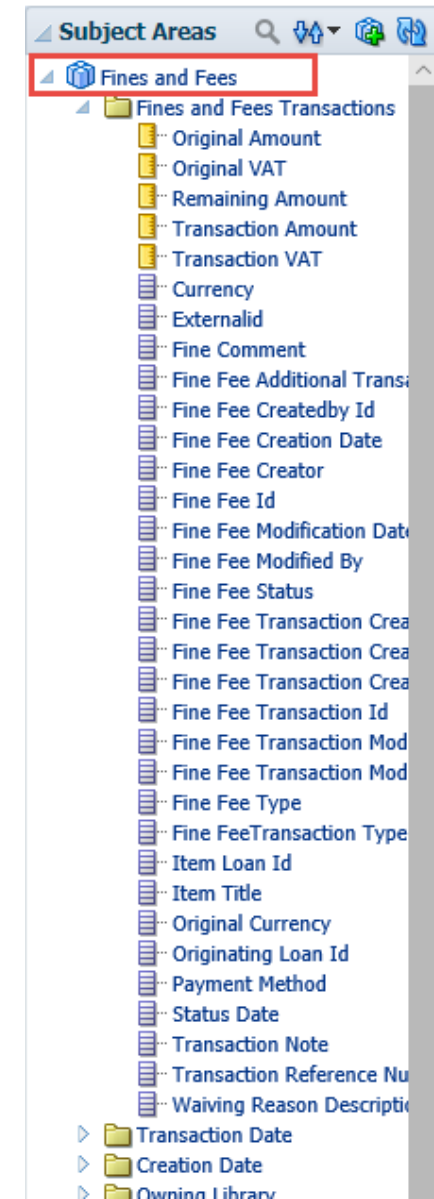 Subject Areas
Fines and Fees
Fines and Fees Transactions
Original Amount
Original VAT
Remaining Amount
Transaction Amount
Transaction VAT
Currency
Externalid
Fine Comment
Fine Fee Additional Transa
Fine Fee Createdby Id
Fine Fee Creation Date
Fine Fee Creator
Fine Fee Id
Fine Fee Modification Date
Fine Fee Modified By
Fine Fee Status
Fine Fee Transaction Crea
Fine Fee Transaction Crea
Fine Fee Transaction Crea
Fine Fee Transaction Id
Fine Fee Transaction Mod
Fine Fee Transaction Mod
Fine Fee Type
Fine FeeTransaction Type
Item Loan Id
Item Title
Original Currency
Originating Loan Id
Payment Method
Status Date
Transaction Note
Transaction Reference Nu
Waiving Reason Descriptio
Transaction Date
Creation Date
Owning Library